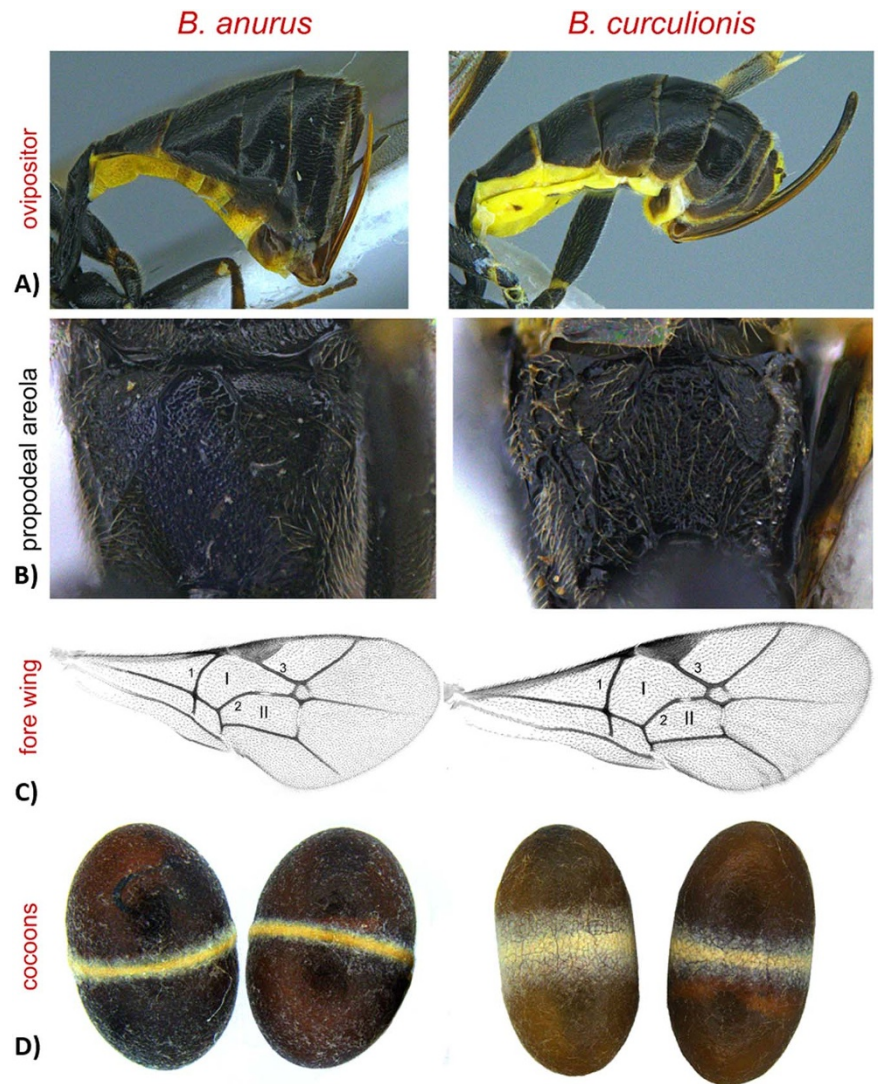 B. anurus
B. curculionis
ovipositor
A)
propodeal areola
B)
fore wing
1
I
2
II
3
1
I
2
II
3
C)
cocoons
D)